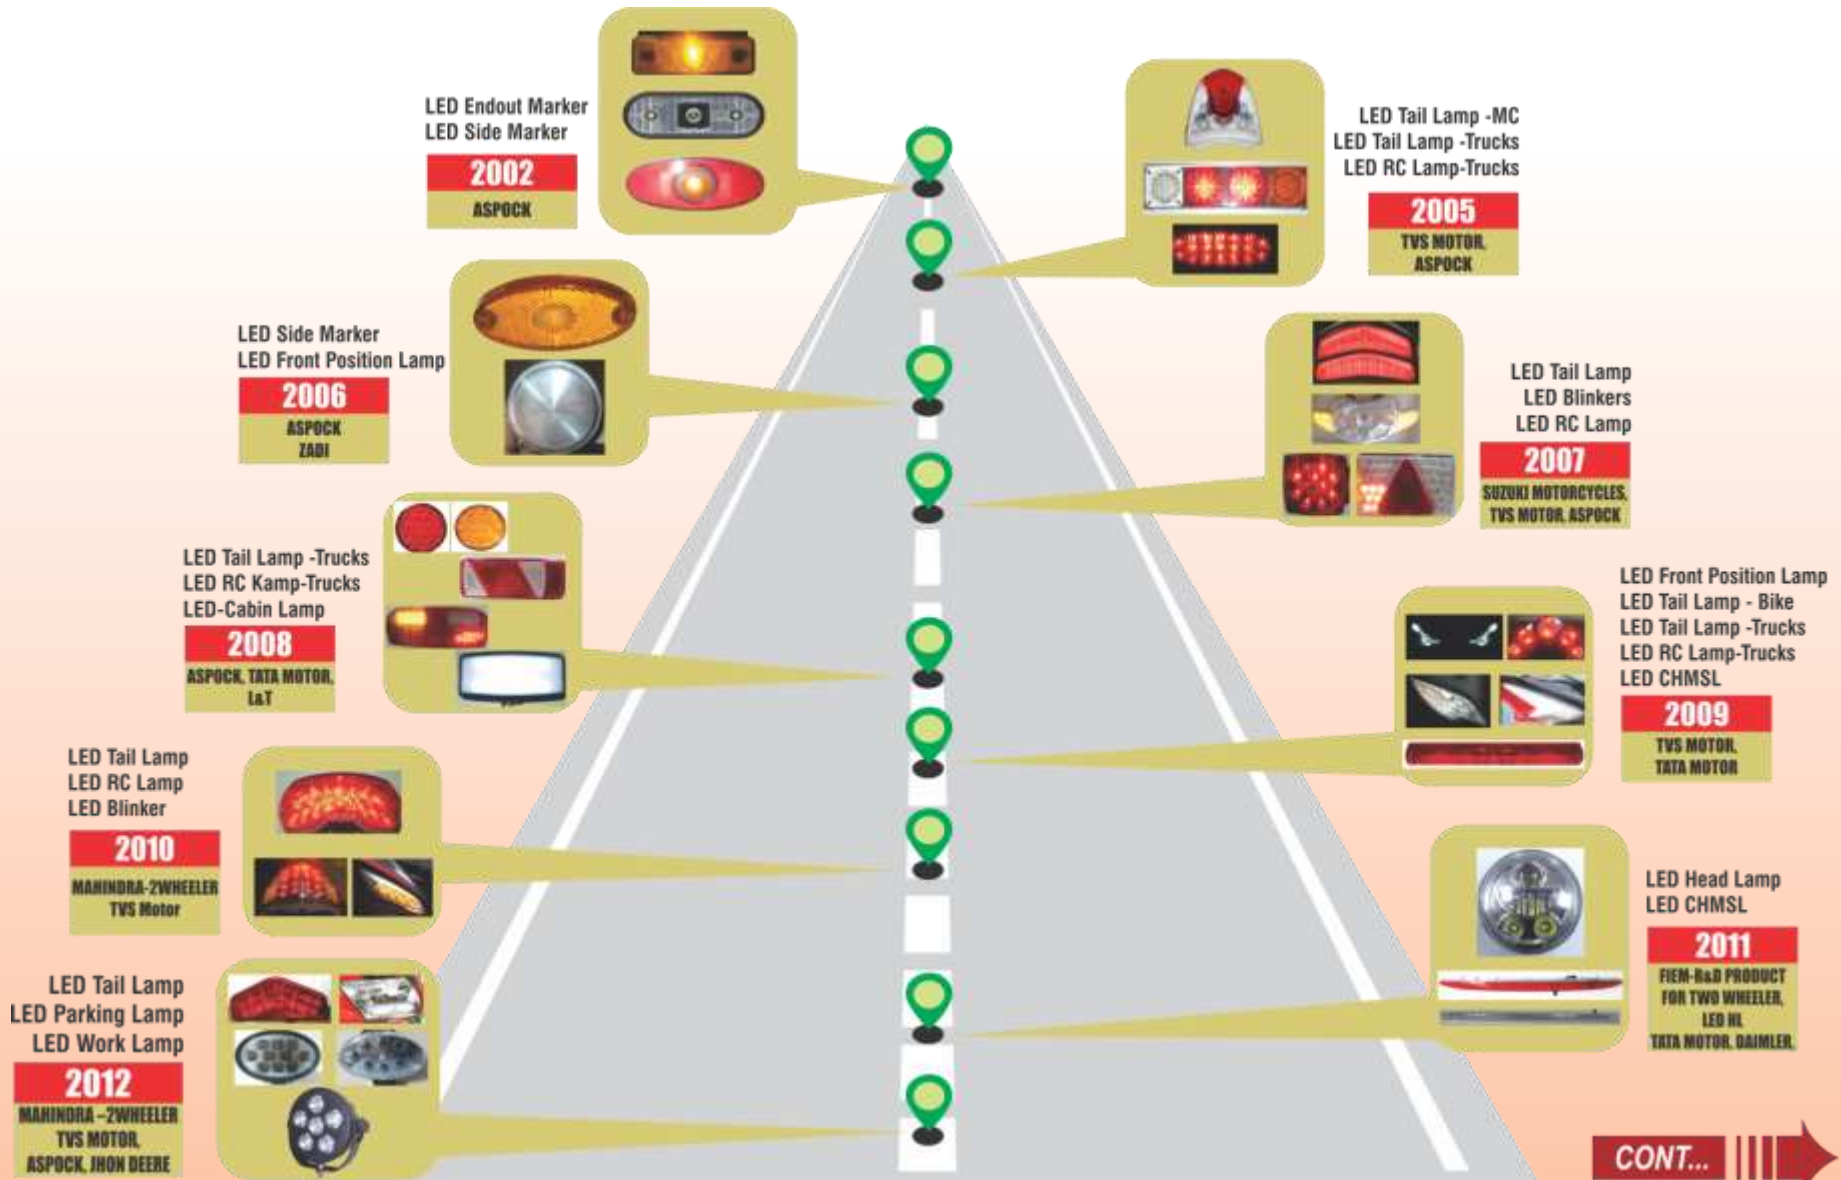 LED Endout Marker
LED Side Marker
2002
ASPOCK
LED Tail Lamp -MC
LED Tail Lamp -Trucks
LED RC Lamp-Trucks
2005
TVS MOTOR,
ASPOCK
LED Side Marker
LED Front Position Lamp
2006
ASPOCK
ZADI
LED Tail Lamp
LED Blinkers
LED RC Lamp
2007
SUZUKI MOTORCYCLES,
TVS MOTOR, ASPOCK
LED Tail Lamp -Trucks
LED RC Kamp-Trucks
LED-Cabin Lamp
2008
ASPOCK, TATA MOTOR,
L&T
LED Front Position Lamp
LED Tail Lamp - Bike
LED Tail Lamp -Trucks
LED RC Lamp-Trucks
LED CHMSL
2009
TVS MOTOR,
TATA MOTOR
LED Tail Lamp
LED RC Lamp
LED Blinker
2010
MAHINDRA-2WHEELER
TVS Motor
LED Head Lamp
LED CHMSL
2011
FIEM-R&D PRODUCT
FOR TWO WHEELER,
LED HL
TATA MOTOR, DAIMLER,
LED Tail Lamp
LED Parking Lamp
LED Work Lamp
2012
MAHINDRA –2WHEELER
TVS MOTOR,
ASPOCK, JHON DEERE
CONT...